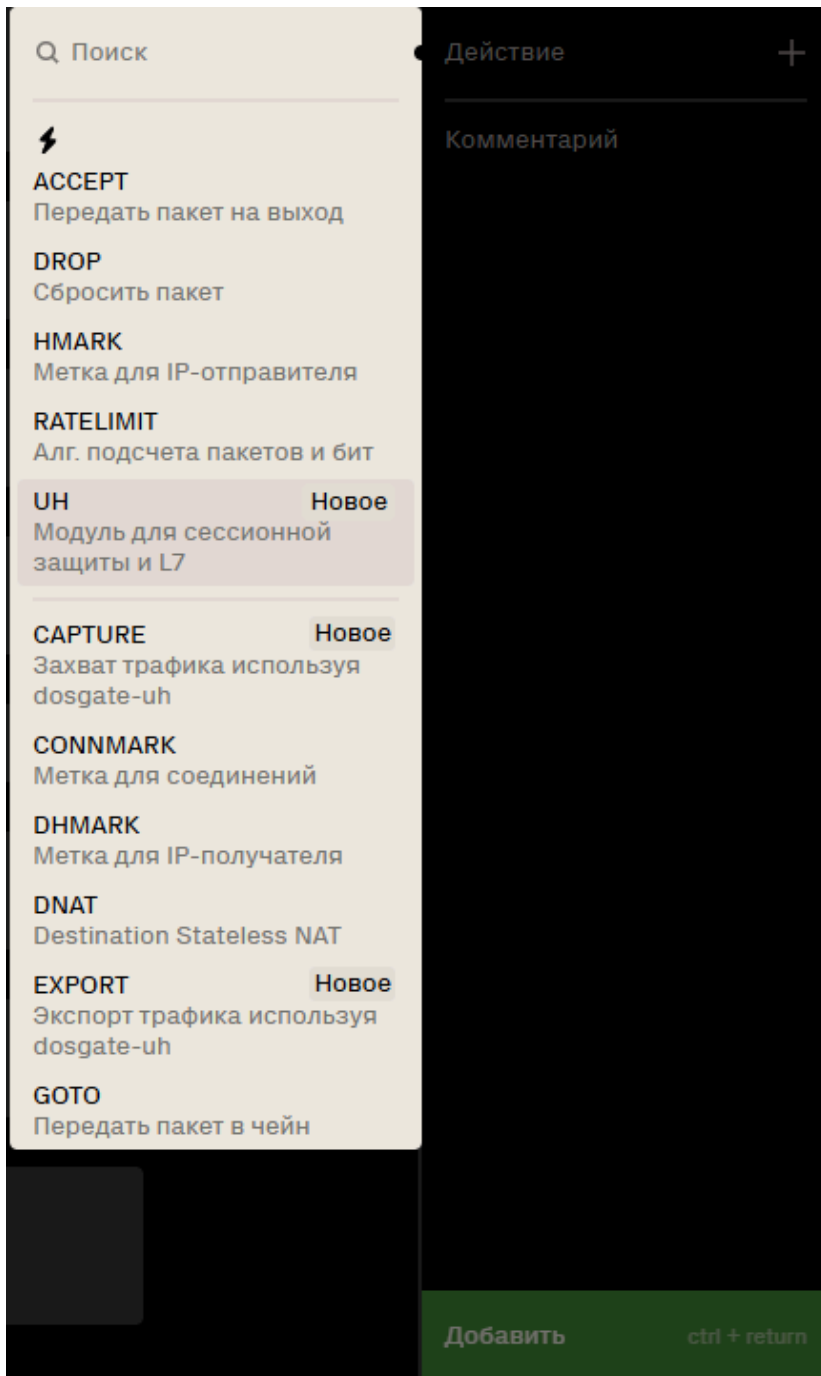 Поиск
ACCEPT
Передать пакет на выход
DROP
Сбросить пакет
HMARK
Метка для IP-отправителя
RATELIMIT
Алг. подсчета пакетов и бит
UH Новое
Модуль для сессионной
защиты и L7
CAPTURE Новое
Захват трафика используя
dosgate-uh
CONNMARK
Метка для соединений
DHMARK
Метка для IP-получателя
DNAT
Destination Stateless NAT
EXPORT Новое
Экспорт трафика используя
dosgate-uh
GOTO
Передать пакет в чейн
Действие
Комментарий
Добавить ctrl + return